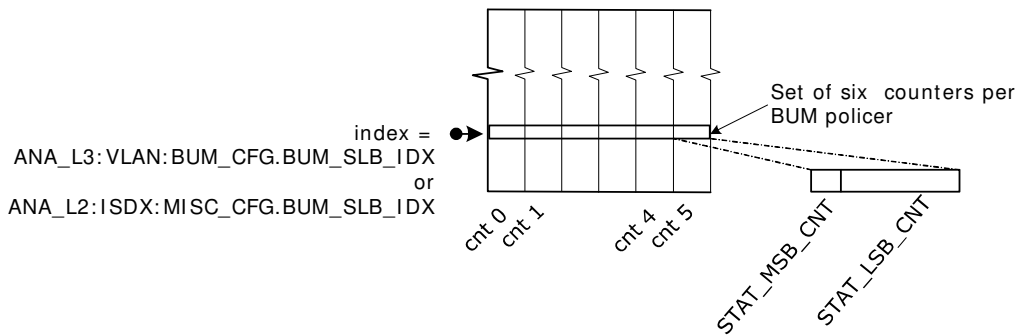 Set of six counters per
BUM policer
index =
ANA_L3:VLAN:BUM_CFG.BUM_SLB_IDX
or
ANA_L2:ISDX:MISC_CFG.BUM_SLB_IDX
cnt 0
cnt 1
cnt 4
cnt 5
STAT_MSB_CNT
STAT_LSB_CNT